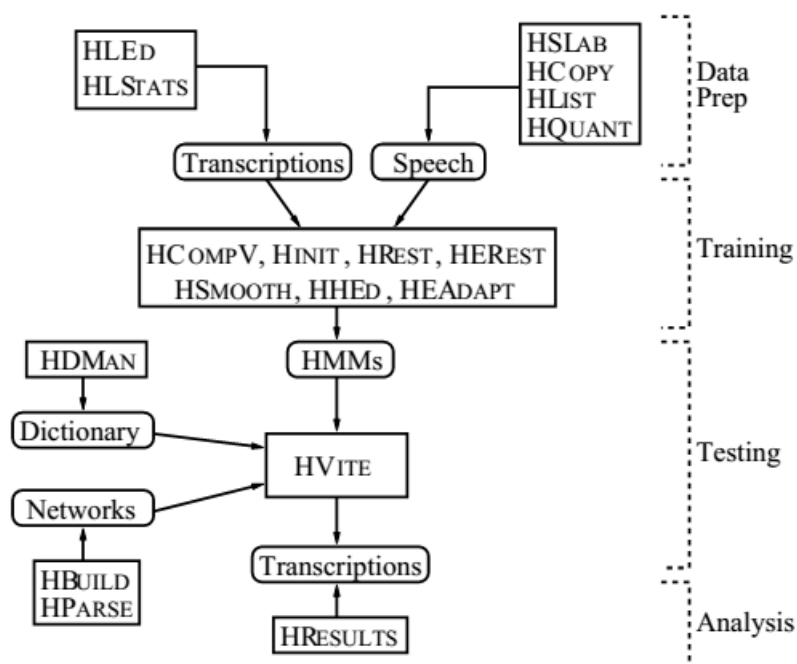 HLED
HLSTATS
HSLAB
HCOPY
HLIST
HQUANT
Data
Prep
Transcriptions
Speech
HCOMPV, HINIT, HREST, HEREST
HSMOOTH, HHED, HEADAPT
Training
HDMAN
HMMs
Dictionary
HVITE
Testing
Networks
HBUILD
HPARSE
Transcriptions
HRESULTS
Analysis